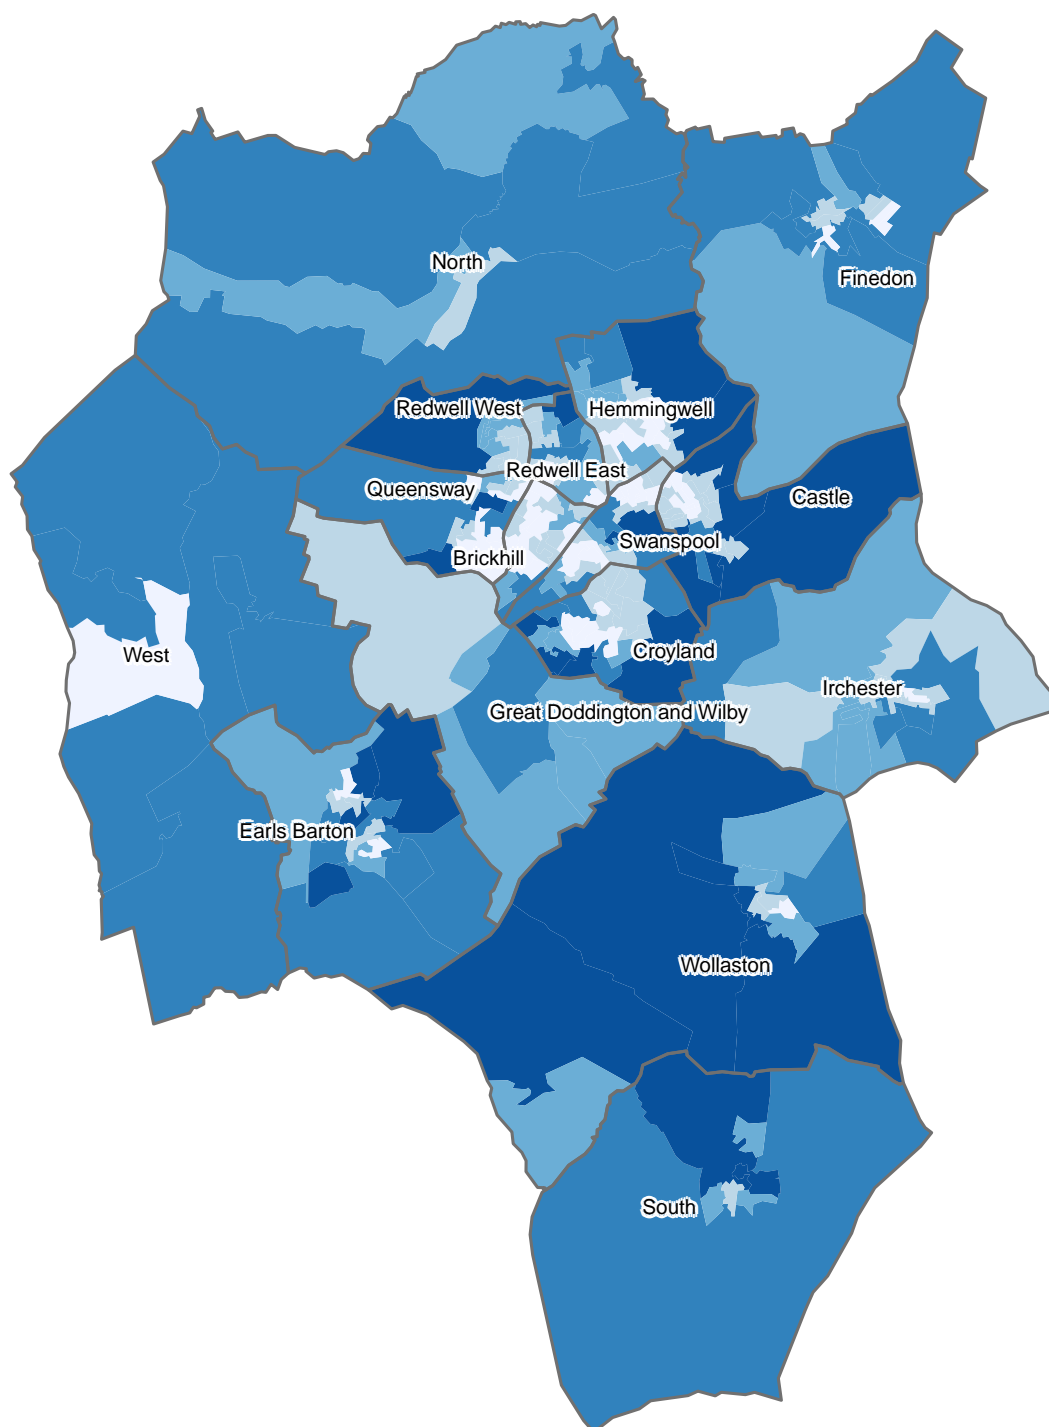 North
Finedon
Redwell West
Hemmingwell
Redwell East
Queensway
Castle
Swanspool
Brickhill
West
Croyland
Irchester
Great Doddington and Wilby
Earls Barton
Wollaston
South